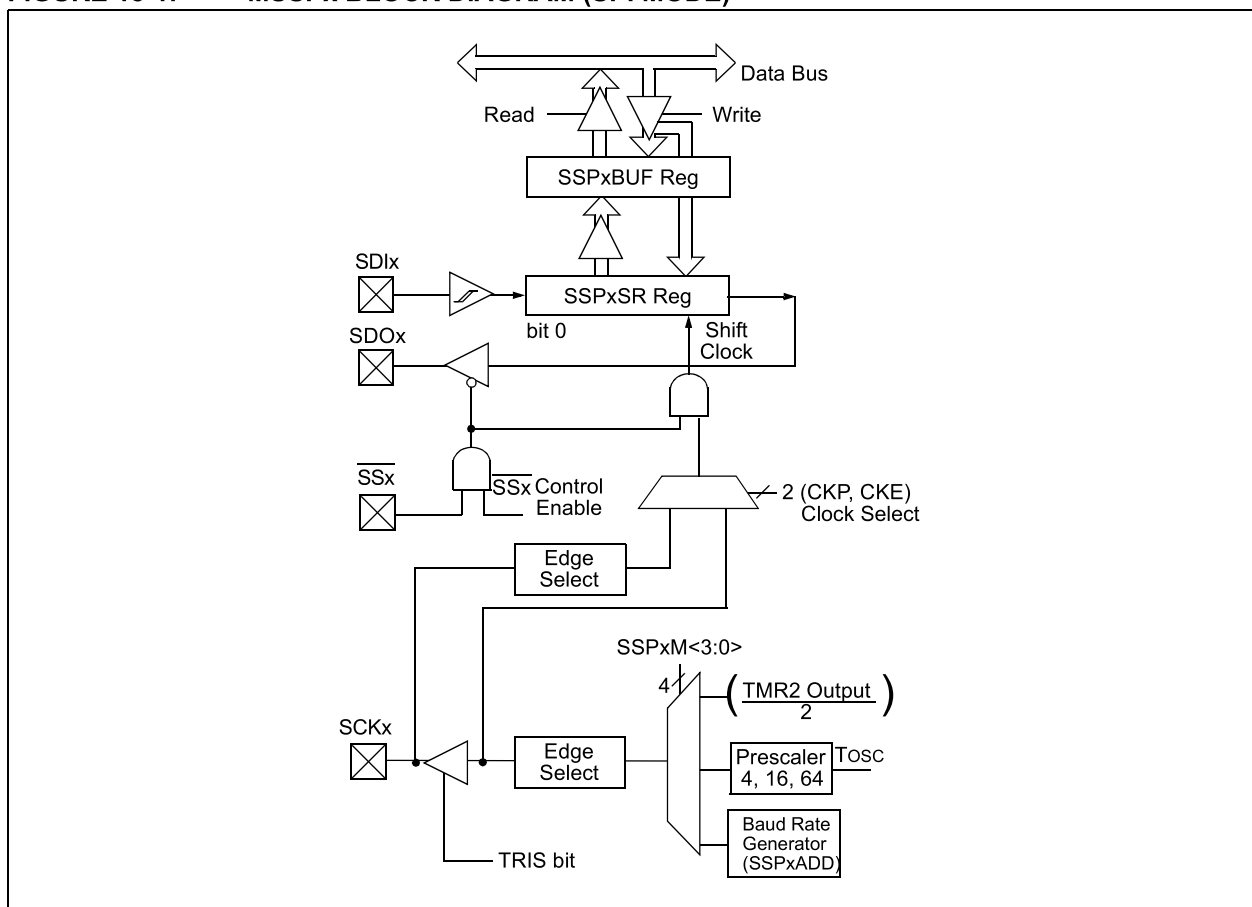 Data Bus
Read
Write
SSPxBUF Reg
SDIx
SSPxSR Reg
bit 0
Shift
Clock
SDOx
SSx
SSx Control
Enable
2 (CKP, CKE)
Clock Select
Edge
Select
SSPxM<3:0>
4
( TMR2 Output )
2
SCKx
Edge
Select
Prescaler
4, 16, 64
TOSC
Baud Rate
Generator
(SSPxADD)
TRIS bit